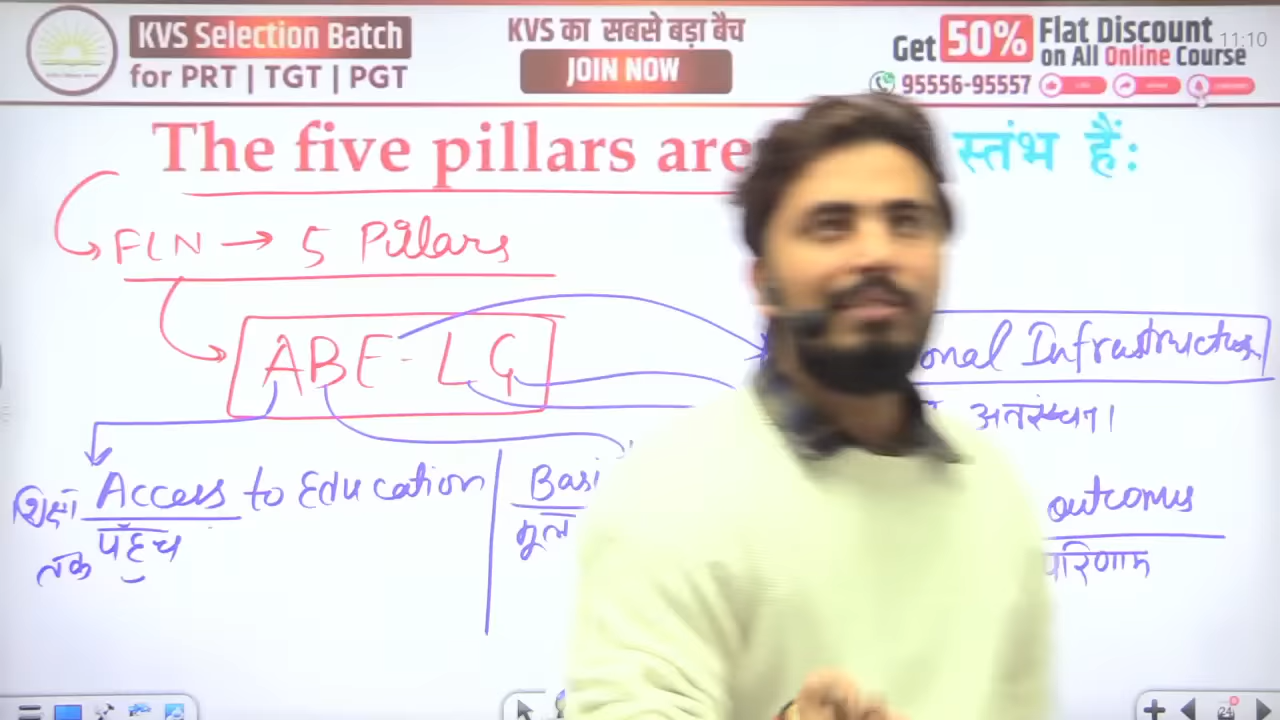 KVS Selection Batch
for PRT | TGT | PGT
KVS का सबसे बड़ा बैच
JOIN NOW
Get 50% Flat Discount
on All Online Course
11:10
95556-95557
The five pillars are
स्तंभ हैं:
FLN → 5 Pillars
ABE-LG
onal Infrastructure
Access to Education
पहुँच
तक
Basi
मूल
outcomes
परिणाम
24